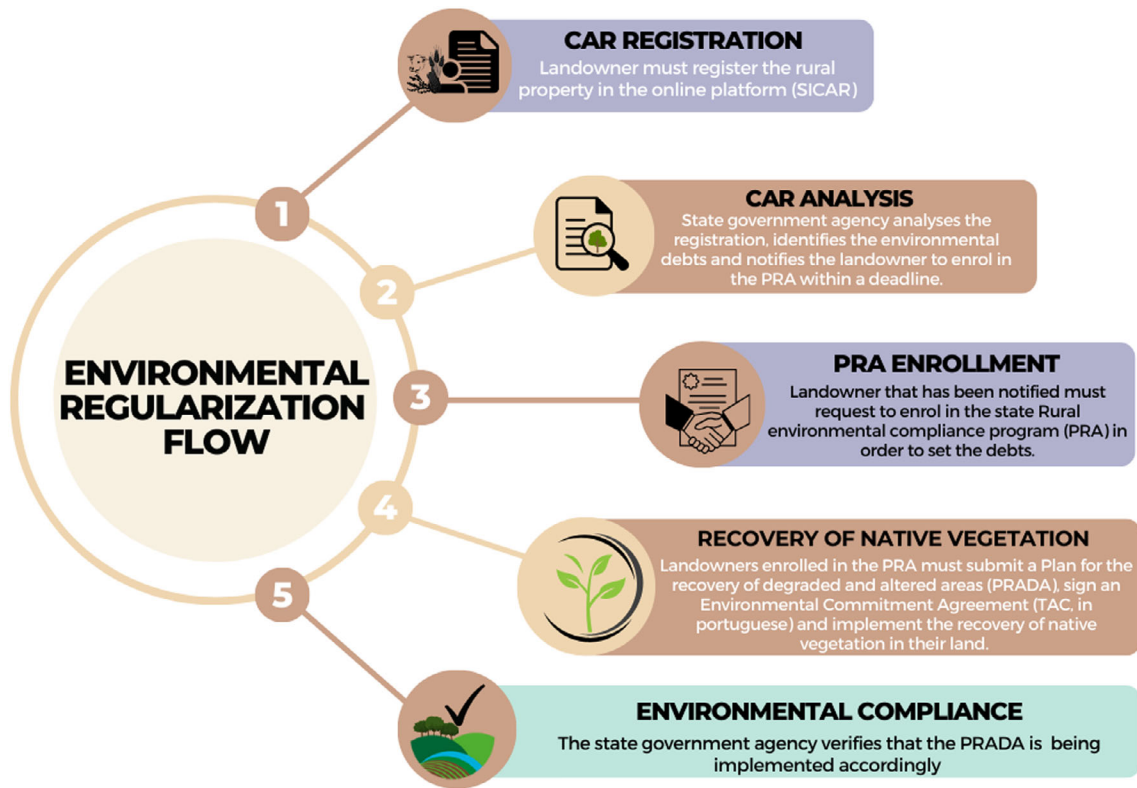 ENVIRONMENTAL
REGULARIZATION
FLOW
1
CAR REGISTRATION
Landowner must register the rural
property in the online platform (SICAR)
2
CAR ANALYSIS
State government agency analyses the
registration, identifies the environmental
debts and notifies the landowner to enrol in
the PRA within a deadline.
3
PRA ENROLLMENT
Landowner that has been notified must
request to enrol in the state Rural
environmental compliance program (PRA) in
order to set the debts.
4
RECOVERY OF NATIVE VEGETATION
Landowners enrolled in the PRA must submit a Plan for the
recovery of degraded and altered areas (PRADA), sign an
Environmental Commitment Agreement (TAC, in
portuguese) and implement the recovery of native
vegetation in their land.
5
ENVIRONMENTAL COMPLIANCE
The state government agency verifies that the PRADA is being
implemented accordingly